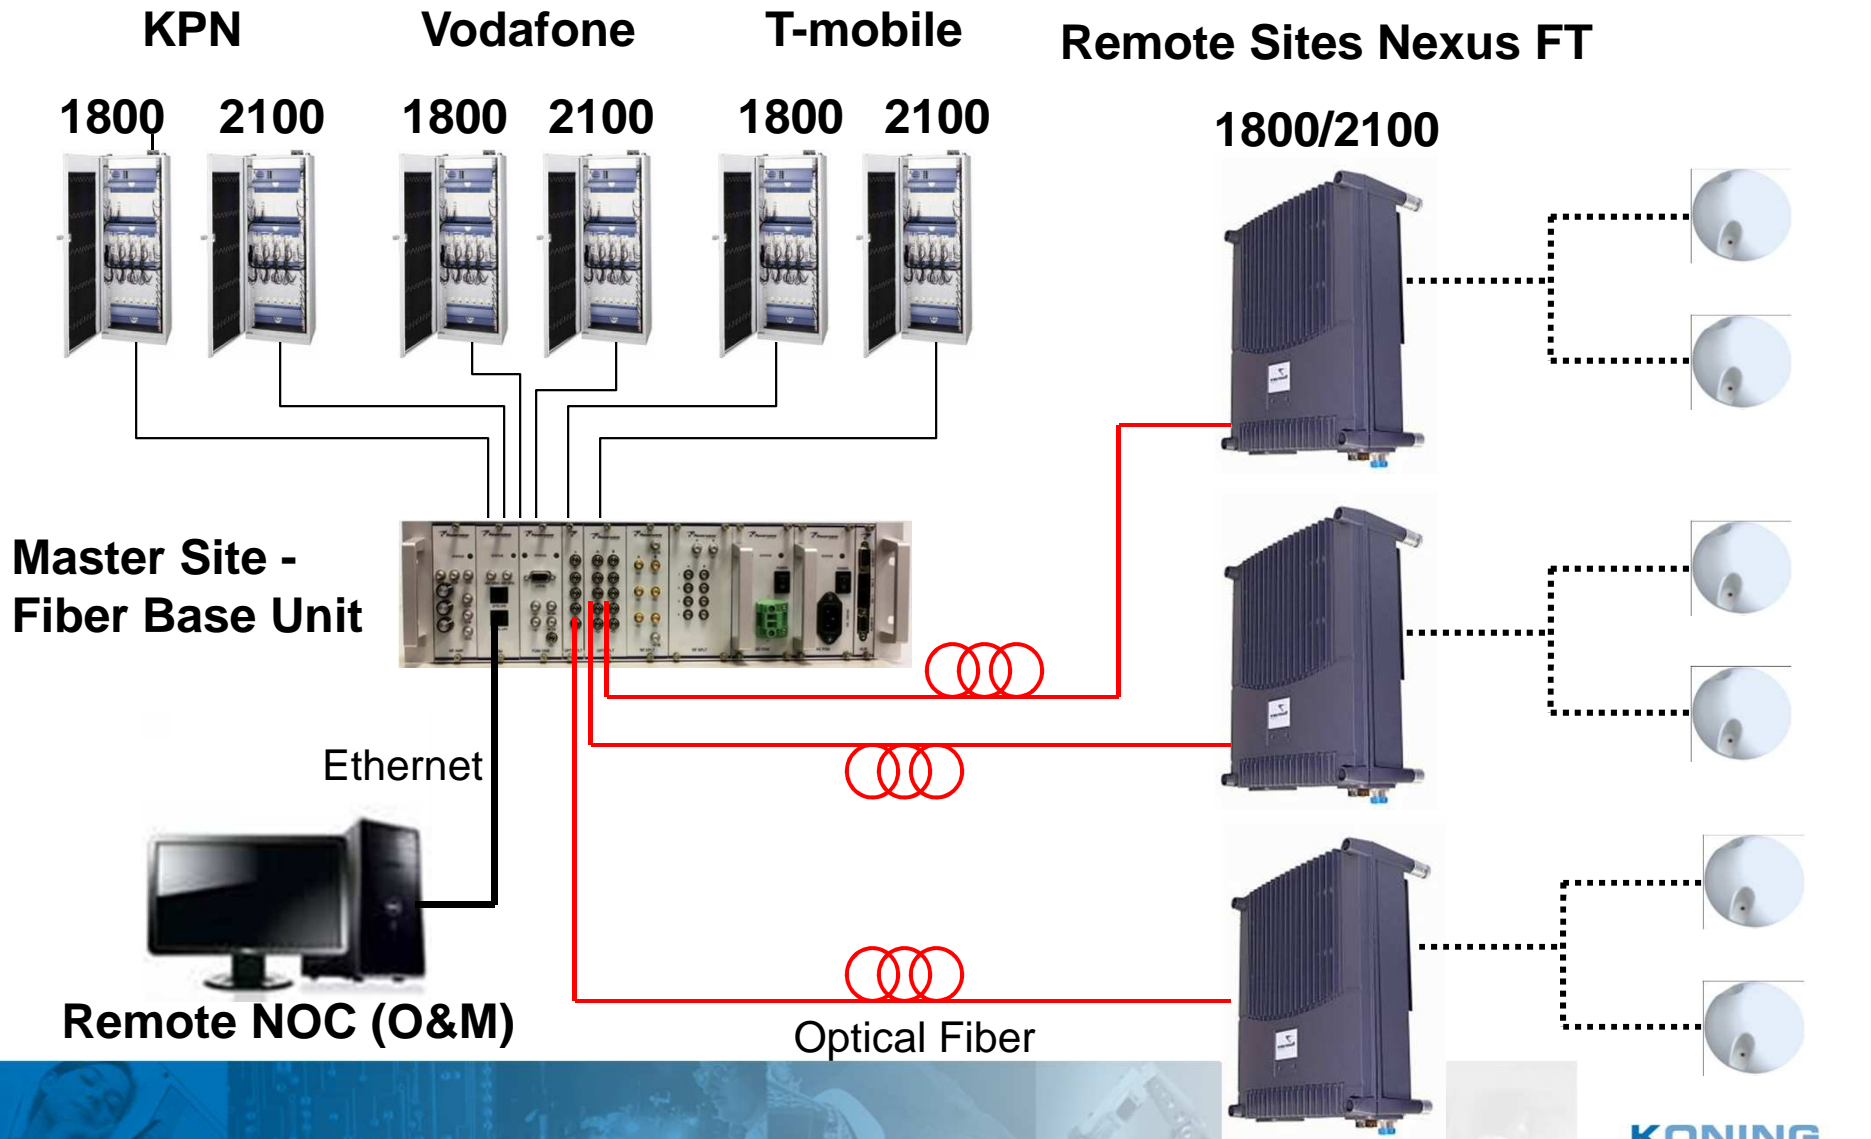 KPN Vodafone T-mobile
Remote Sites Nexus FT
1800 2100 1800 2100 1800 2100
1800/2100
Master Site -
Fiber Base Unit
Ethernet
Remote NOC (O&M)
Optical Fiber
KONING